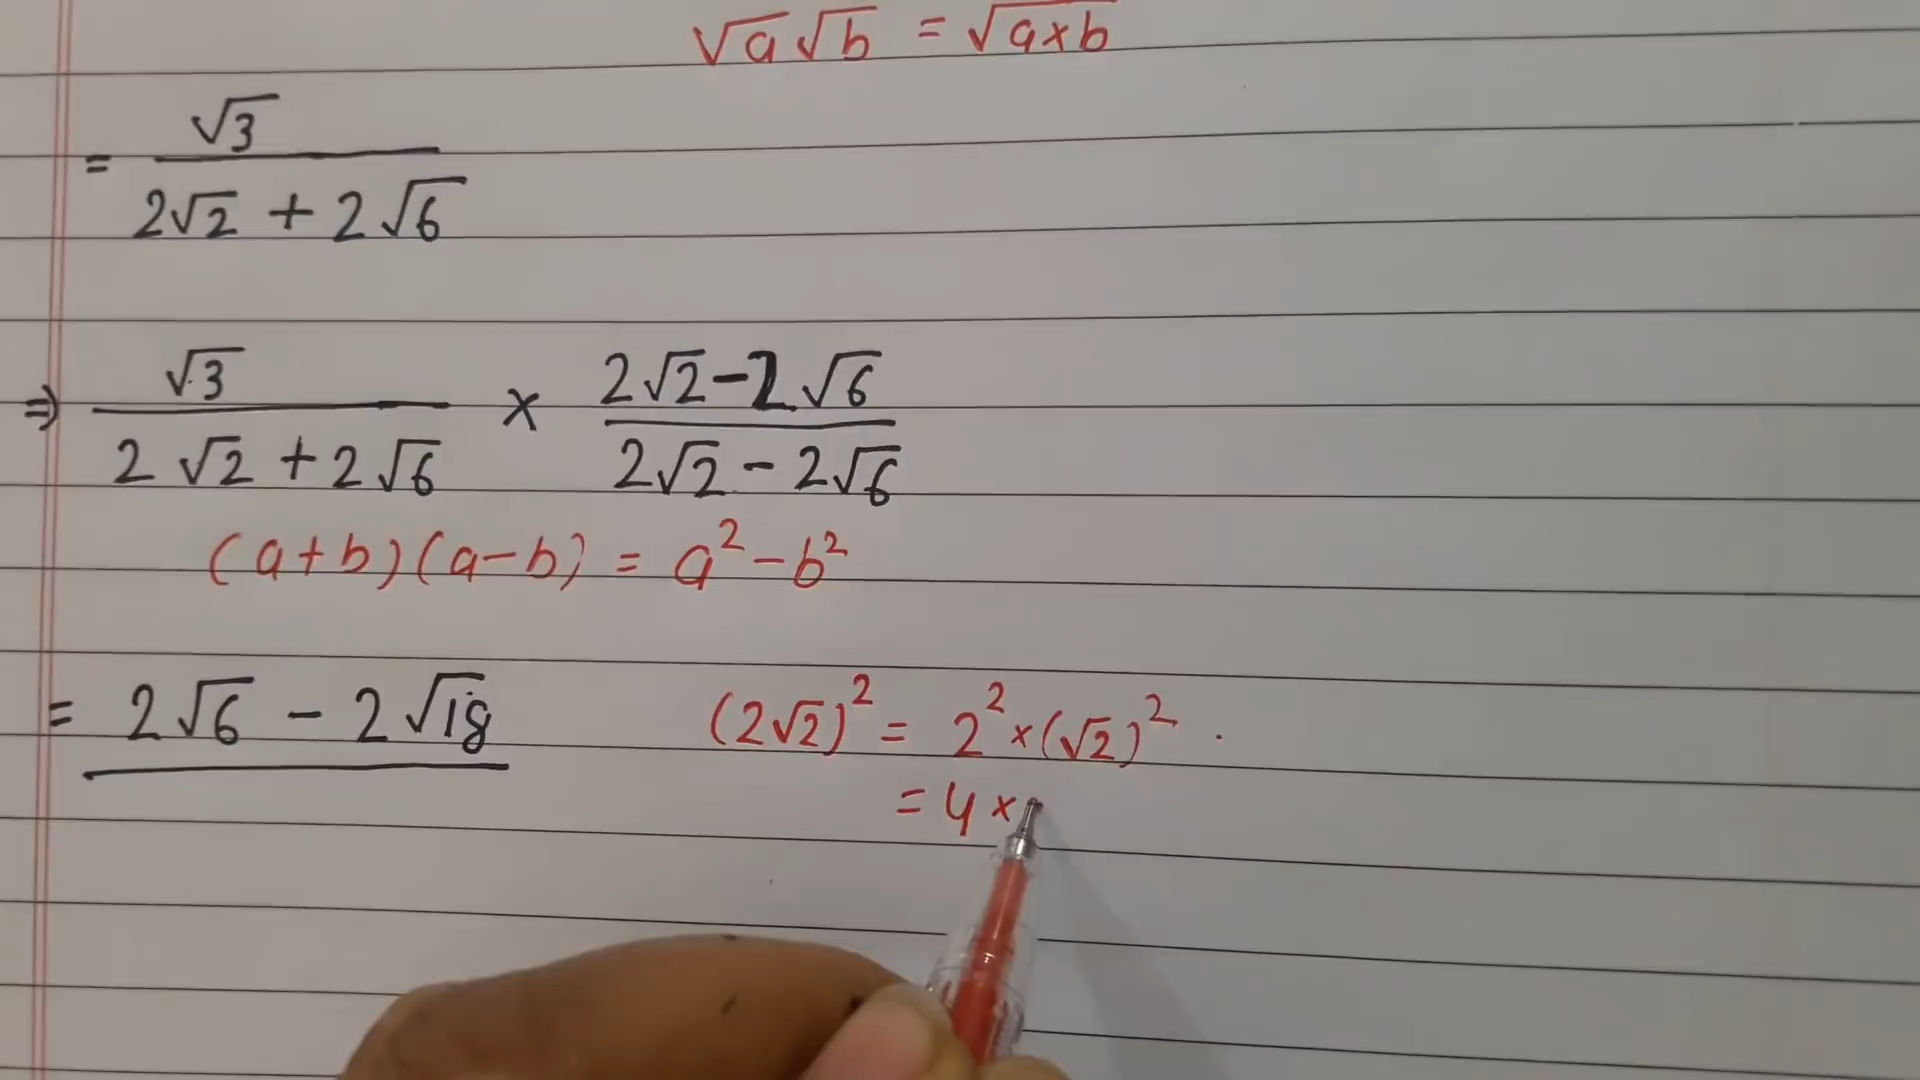 √a√b = √a×b
= √3 / 2√2 + 2√6
⇒ √3 / 2√2 + 2√6 × 2√2 - 2√6 / 2√2 - 2√6
(a+b)(a-b) = a² - b²
= 2√6 - 2√18
(2√2)² = 2² × (√2)² .
= 4 ×